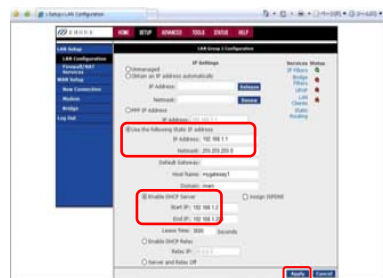 Setup/LAN Configuration
HOME SETUP ADVANCED TOOLS STATUS HELP
LAN Setup
LAN Configuration
Firewall/NAT Services
WAN Setup
New Connection
Modem
Bridge
Log Out
LAN Group 1 Configuration
IP Settings
Unmanaged
Obtain an IP address automatically
IP Address:
Release
Netmask:
Renew
PPP IP Address
IP Address:
Use the following Static IP address
IP Address: 192.168.1.1
Netmask: 255.255.255.0
Default Gateway:
Host Name: mygateway1
Domain:
Enable DHCP Server
Assign ISPDNS
Start IP: 192.168.1.2
End IP:
Lease Time: 3600 Seconds
Enable DHCP Relay
Relay IP:
Server and Relay Off
Services Status
IP Filters
Bridge Filters
UPnP
LAN Clients
Static Routing
Apply
Cancel